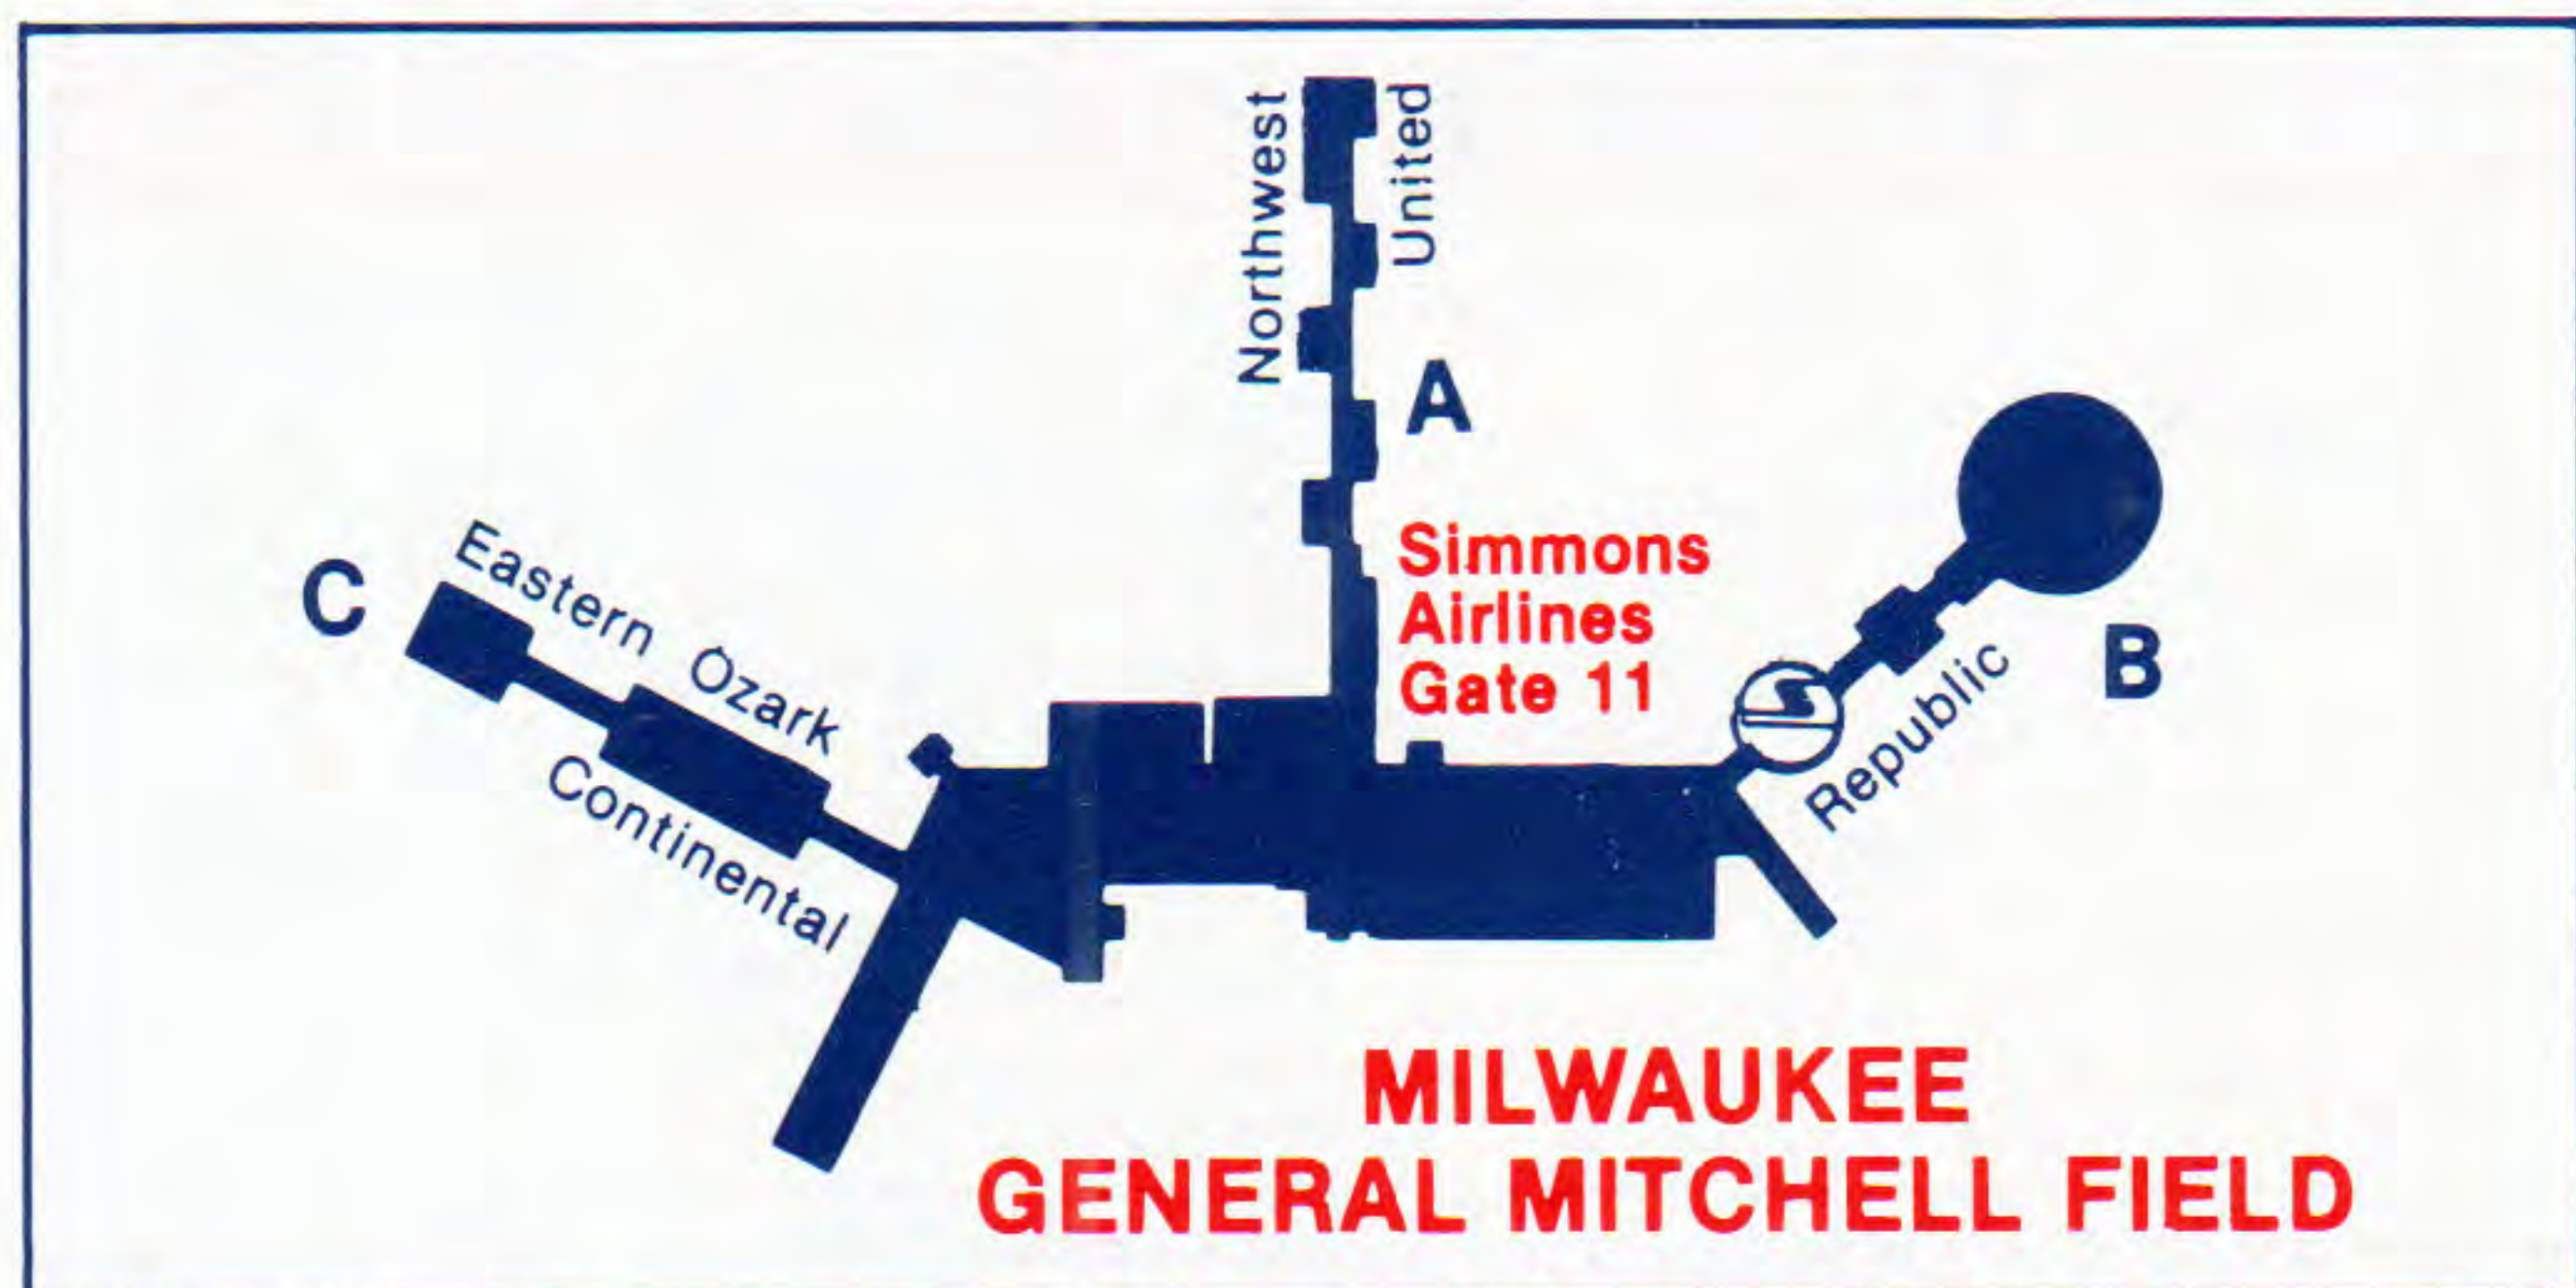 Northwest
United
A
Simmons
Airlines
Gate 11
B
Republic
C
Eastern Ozark
Continental
MILWAUKEE
GENERAL MITCHELL FIELD